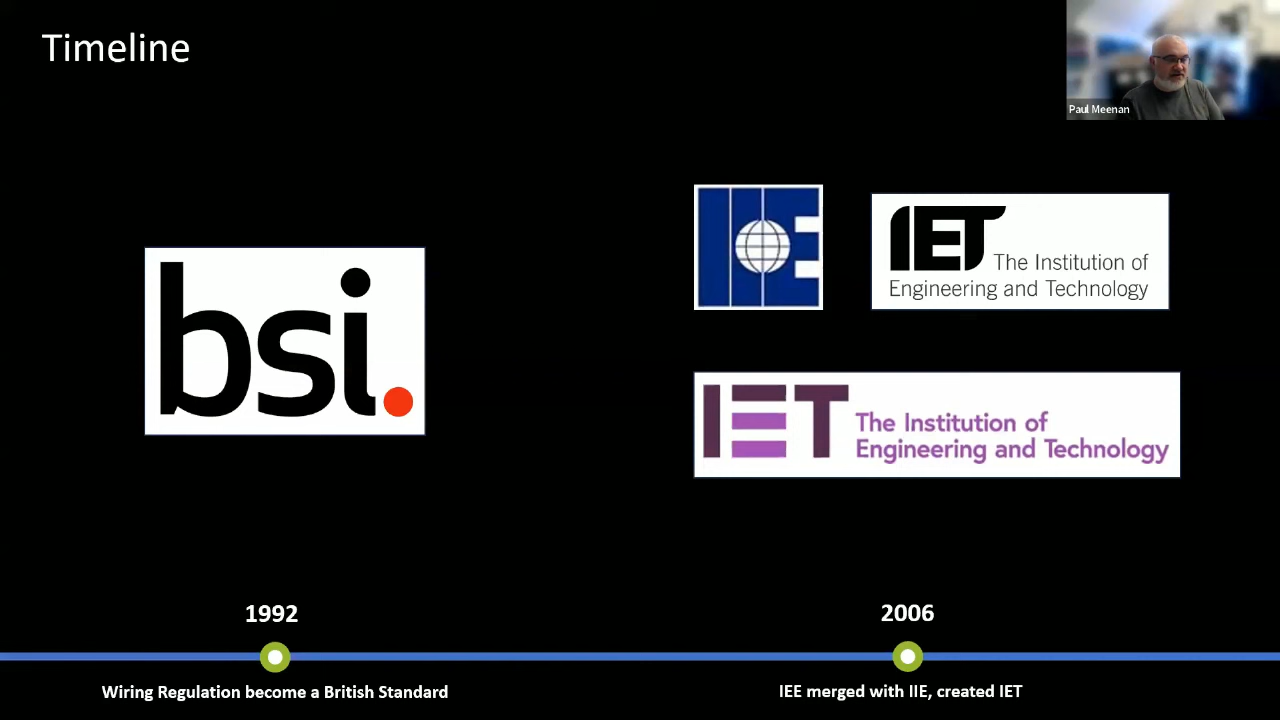 Timeline
Paul Meenan
bsi.
IIE
IET
The Institution of
Engineering and Technology
IET
The Institution of
Engineering and Technology
1992
2006
Wiring Regulation become a British Standard
IEE merged with IIE, created IET